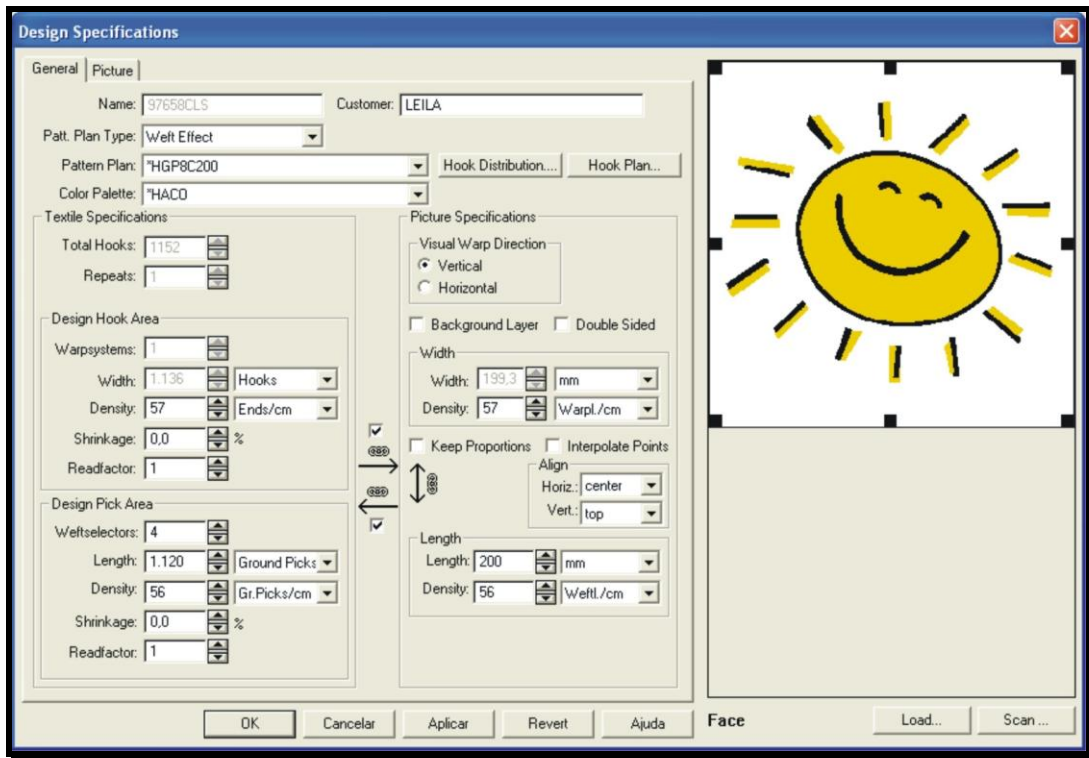 Design Specifications
General Picture
Name: 97658CLS Customer: LEILA
Patt. Plan Type: Weft Effect
Pattern Plan: "HGP8C200 Hook Distribution.... Hook Plan...
Color Palette: "HACO
Textile Specifications
Total Hooks: 1152
Repeats: 1
Design Hook Area
Warpsystems: 1
Width: 1.136 Hooks
Density: 57 Ends/cm
Shrinkage: 0,0 %
Readfactor: 1
Design Pick Area
Weftselectors: 4
Length: 1.120 Ground Picks
Density: 56 Gr.Picks/cm
Shrinkage: 0,0 %
Readfactor: 1
Picture Specifications
Visual Warp Direction
Vertical
Horizontal
Background Layer Double Sided
Width
Width: 199,3 mm
Density: 57 Warpl./cm
Keep Proportions Interpolate Points
Align
Horiz.: center
Vert.: top
Length
Length: 200 mm
Density: 56 Weftl./cm
OK Cancelar Aplicar Revert Ajuda
Face Load... Scan ...